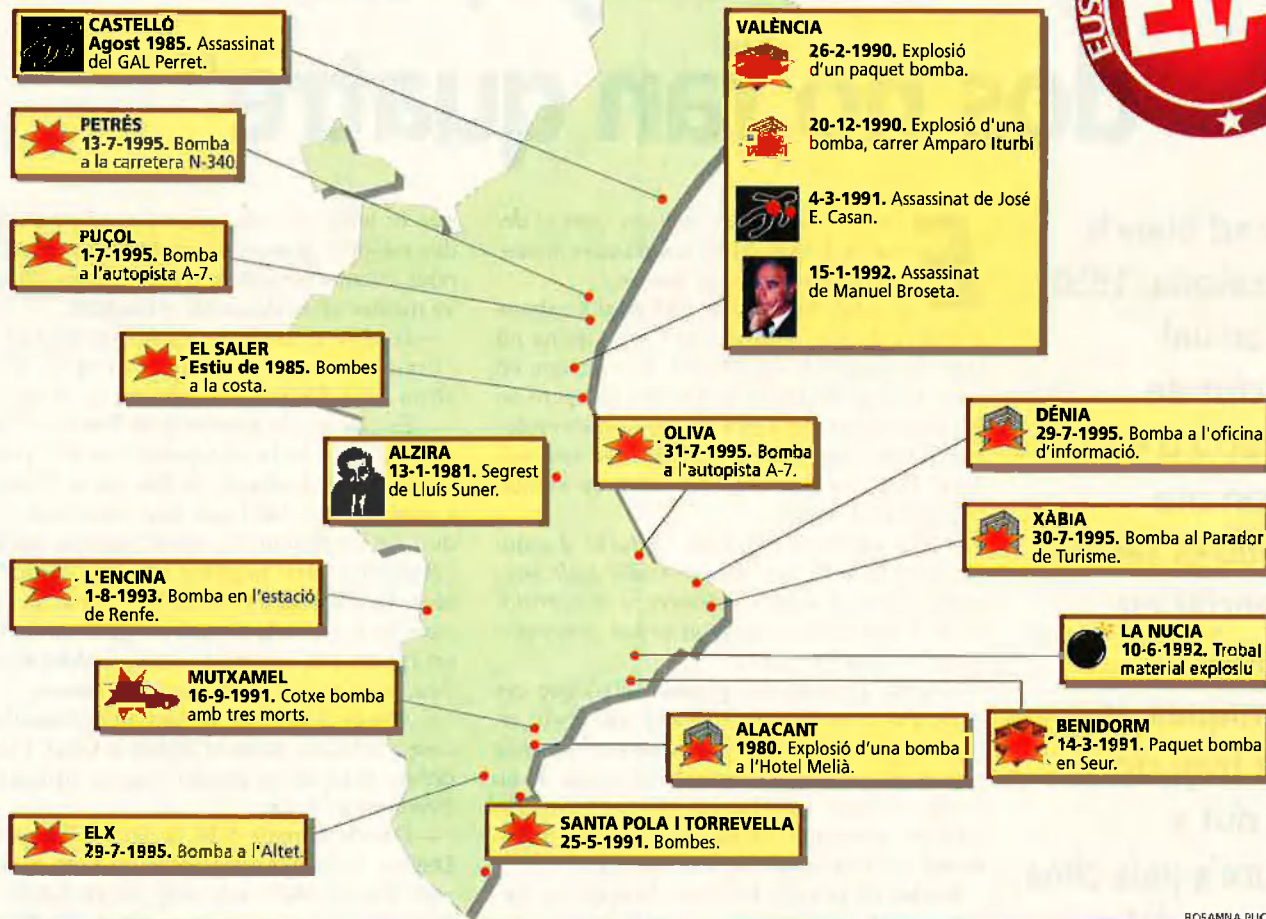 CASTELLÓ
Agost 1985. Assassinat
del GAL Perret.
PETRÉS
13-7-1995. Bomba
a la carretera N-340.
PUÇOL
1-7-1995. Bomba
a l'autopista A-7.
EL SALER
Estiu de 1985. Bombes
a la costa.
ALZIRA
13-1-1981. Segrest
de Lluís Suner.
L'ENCINA
1-8-1993. Bomba en l'estació
de Renfe.
MUTXAMEL
16-9-1991. Cotxe bomba
amb tres morts.
ELX
29-7-1995. Bomba a l'Altet.
VALÈNCIA
26-2-1990. Explosió
d'un paquet bomba.
20-12-1990. Explosió d'una
bomba, carrer Amparo Iturbi
4-3-1991. Assassinat de José
E. Casan.
15-1-1992. Assassinat
de Manuel Broseta.
OLIVA
31-7-1995. Bomba
a l'autopista A-7.
DÉNIA
29-7-1995. Bomba a l'oficina
d'informació.
XÀBIA
30-7-1995. Bomba al Parador
de Turisme.
LA NUCIA
10-6-1992. Trobal
material explosiu
BENIDORM
14-3-1991. Paquet bomba
en Seur.
ALACANT
1980. Explosió d'una bomba
a l'Hotel Melià.
SANTA POLA I TORREVELLA
25-5-1991. Bombes.
ETA
EUS